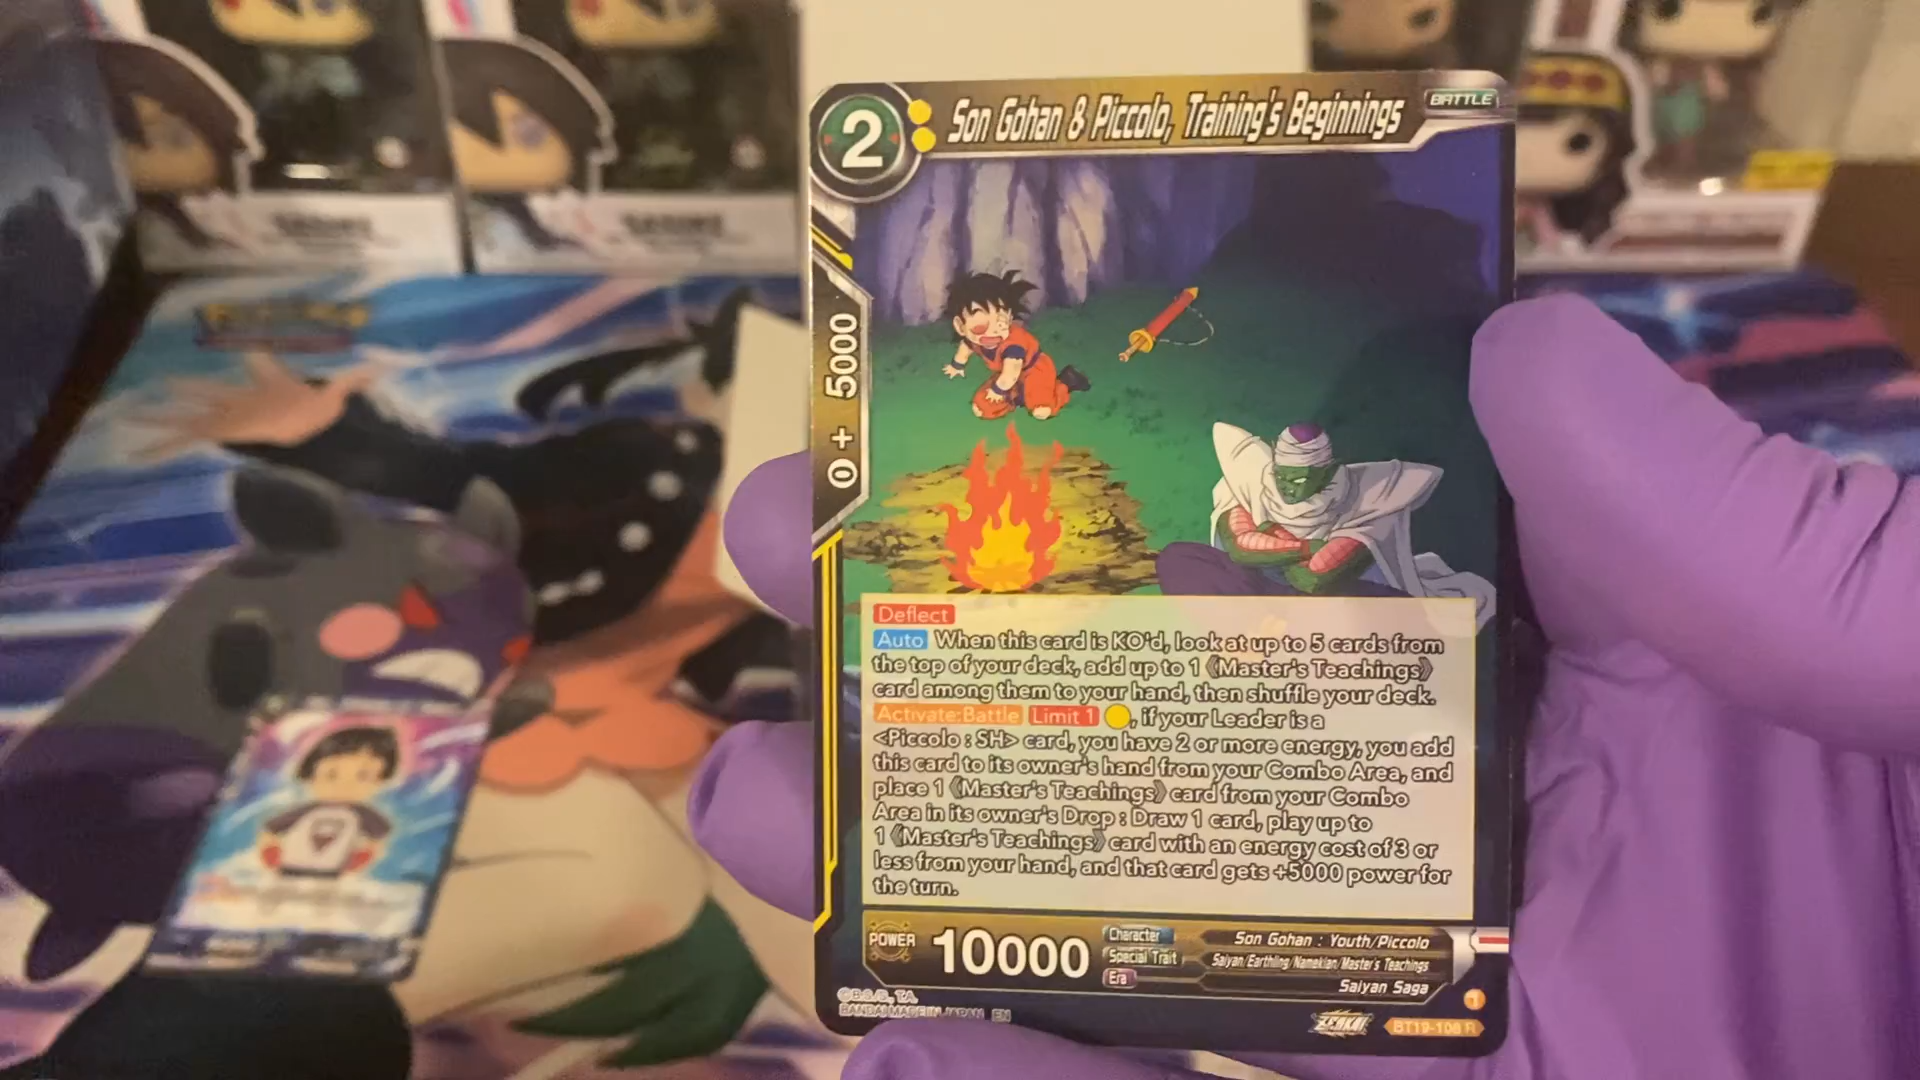 2
Son Gohan & Piccolo, Training's Beginnings
BATTLE
0 + 5000
Deflect
Auto When this card is KO'd, look at up to 5 cards from
the top of your deck, add up to 1 《Master's Teachings》
card among them to your hand, then shuffle your deck.
Activate:Battle Limit 1 , if your Leader is a
<Piccolo : SH> card, you have 2 or more energy, you add
this card to its owner's hand from your Combo Area, and
place 1 《Master's Teachings》 card from your Combo
Area in its owner's Drop : Draw 1 card, play up to
1 《Master's Teachings》 card with an energy cost of 3 or
less from your hand, and that card gets +5000 power for
the turn.
POWER 10000
Character Son Gohan : Youth/Piccolo
Special Trait Saiyan/Earthling/Namekian/Master's Teachings
Era Saiyan Saga
1
©B.S./S., T.A.
BANDAI MADE IN JAPAN EN
ZENKAI
BT19-108 R